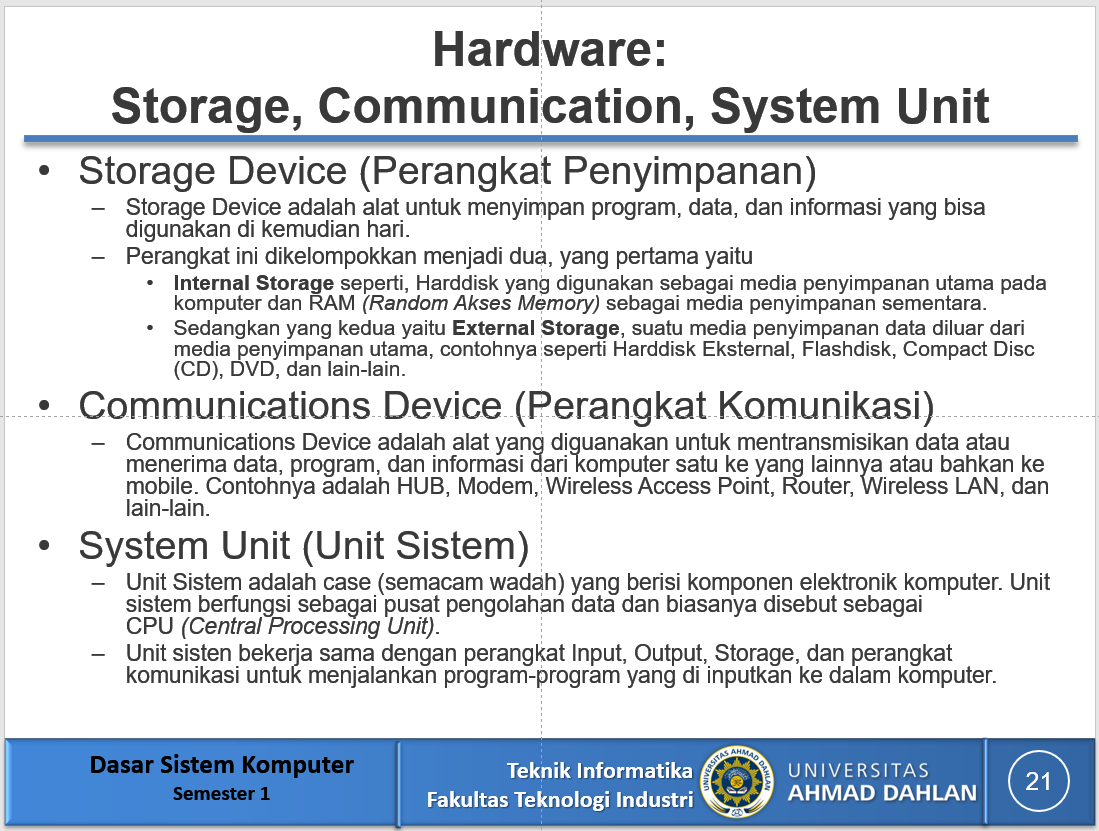 Hardware:
Storage, Communication, System Unit
• Storage Device (Perangkat Penyimpanan)
– Storage Device adalah alat untuk menyimpan program, data, dan informasi yang bisa
digunakan di kemudian hari.
– Perangkat ini dikelompokkan menjadi dua, yang pertama yaitu
• Internal Storage seperti, Harddisk yang digunakan sebagai media penyimpanan utama pada
komputer dan RAM (Random Akses Memory) sebagai media penyimpanan sementara.
• Sedangkan yang kedua yaitu External Storage, suatu media penyimpanan data diluar dari
media penyimpanan utama, contohnya seperti Harddisk Eksternal, Flashdisk, Compact Disc
(CD), DVD, dan lain-lain.
• Communications Device (Perangkat Komunikasi)
– Communications Device adalah alat yang diguanakan untuk mentransmisikan data atau
menerima data, program, dan informasi dari komputer satu ke yang lainnya atau bahkan ke
mobile. Contohnya adalah HUB, Modem, Wireless Access Point, Router, Wireless LAN, dan
lain-lain.
• System Unit (Unit Sistem)
– Unit Sistem adalah case (semacam wadah) yang berisi komponen elektronik komputer. Unit
sistem berfungsi sebagai pusat pengolahan data dan biasanya disebut sebagai
CPU (Central Processing Unit).
– Unit sisten bekerja sama dengan perangkat Input, Output, Storage, dan perangkat
komunikasi untuk menjalankan program-program yang di inputkan ke dalam komputer.
Dasar Sistem Komputer
Semester 1
Teknik Informatika
Fakultas Teknologi Industri
UNIVERSITAS AHMAD DAHLAN
UNIVERSITAS
AHMAD DAHLAN
21